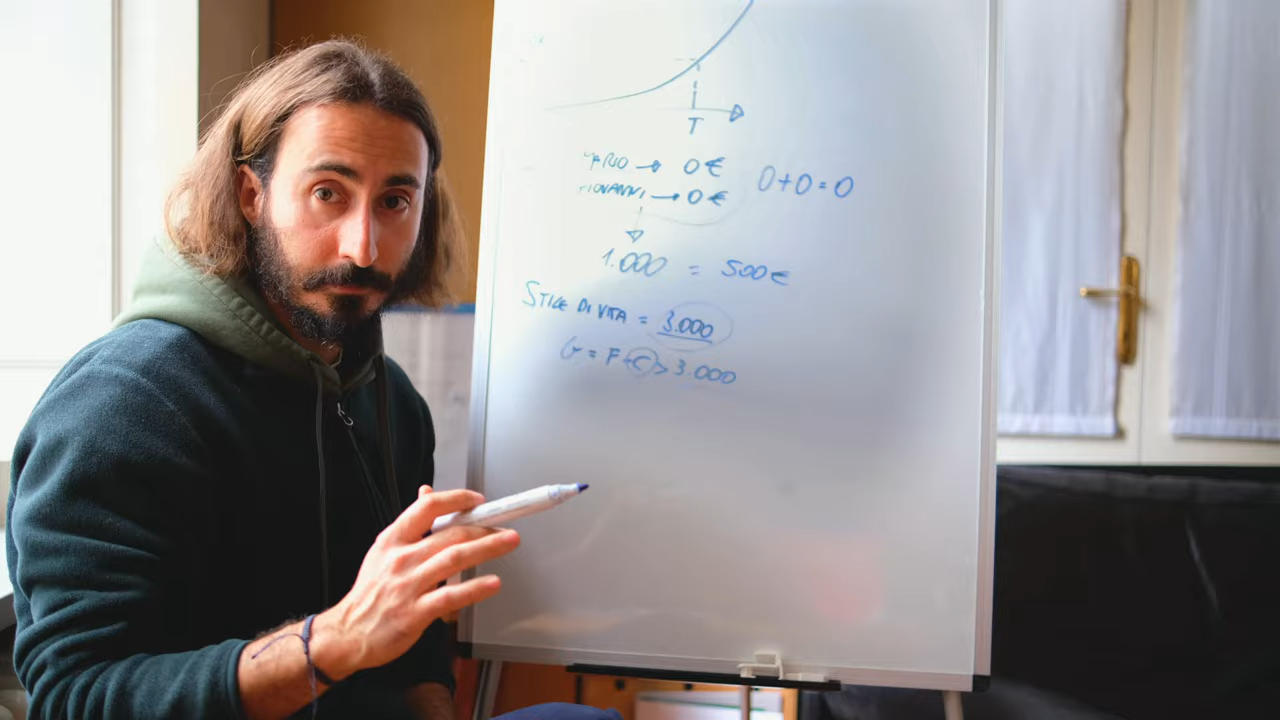 T
→ 0€
→ 0€ 0+0=0
1.000 = 500€
STILE DI VITA = 3.000
G = F + C > 3.000